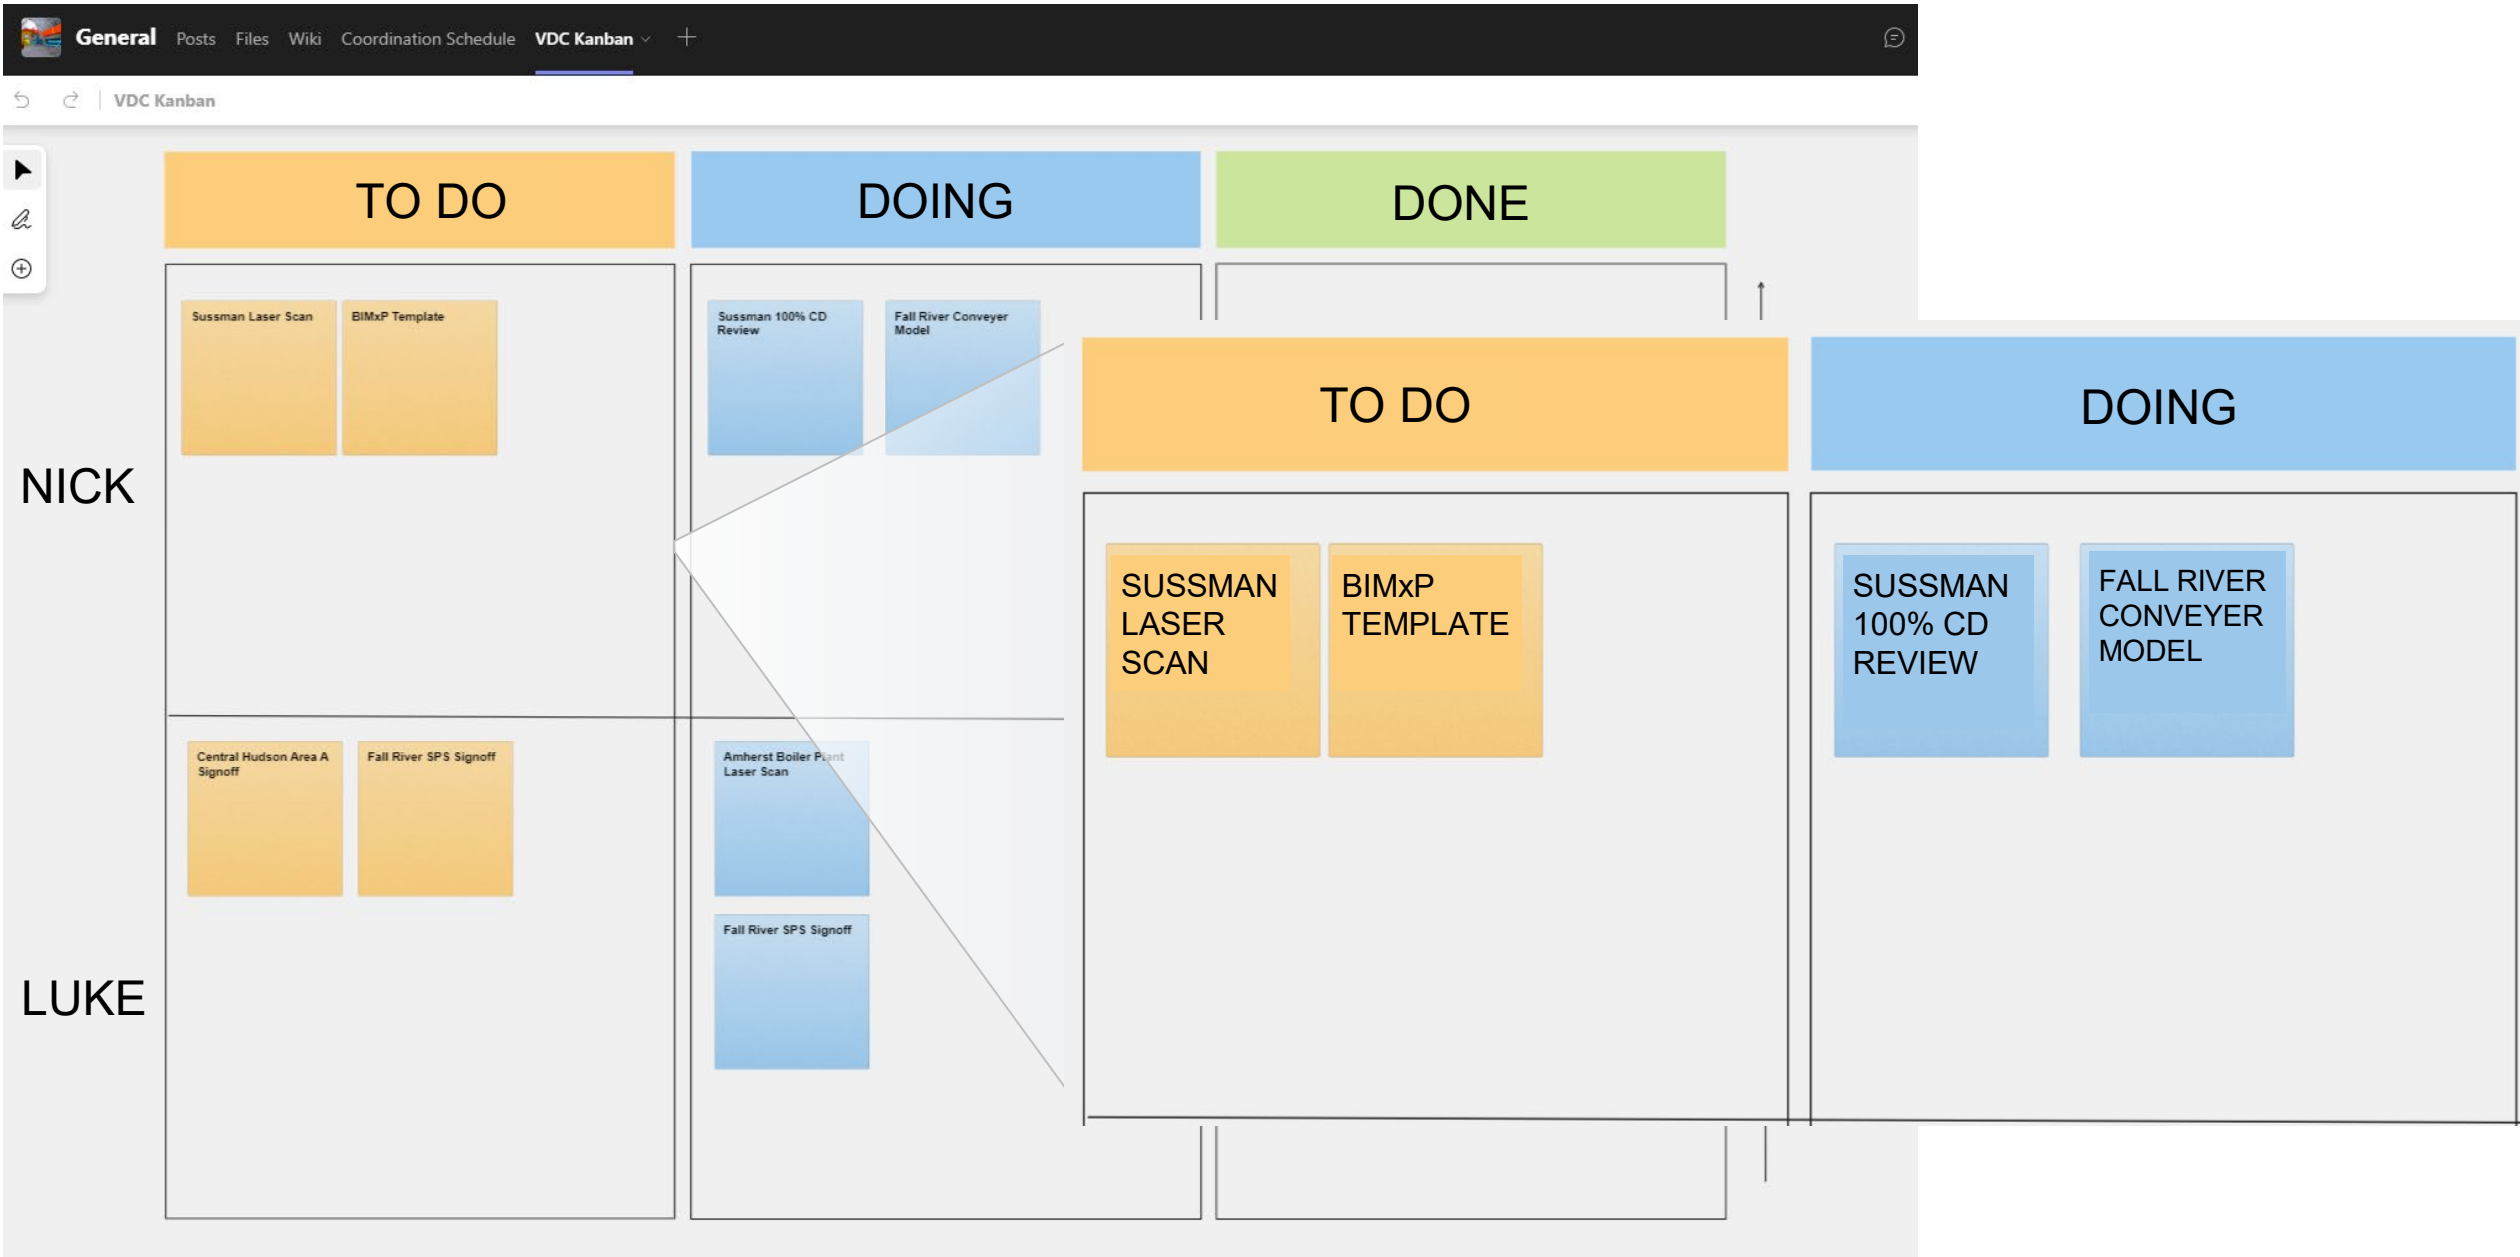 General Posts Files Wiki Coordination Schedule VDC Kanban
VDC Kanban
TO DO
DOING
DONE
NICK
Sussman Laser Scan
BIMxP Template
Sussman 100% CD
Review
Fall River Conveyer
Model
LUKE
Central Hudson Area A
Signoff
Fall River SPS Signoff
Amherst Boiler Plant
Laser Scan
Fall River SPS Signoff
TO DO
DOING
SUSSMAN
LASER
SCAN
BIMxP
TEMPLATE
SUSSMAN
100% CD
REVIEW
FALL RIVER
CONVEYER
MODEL